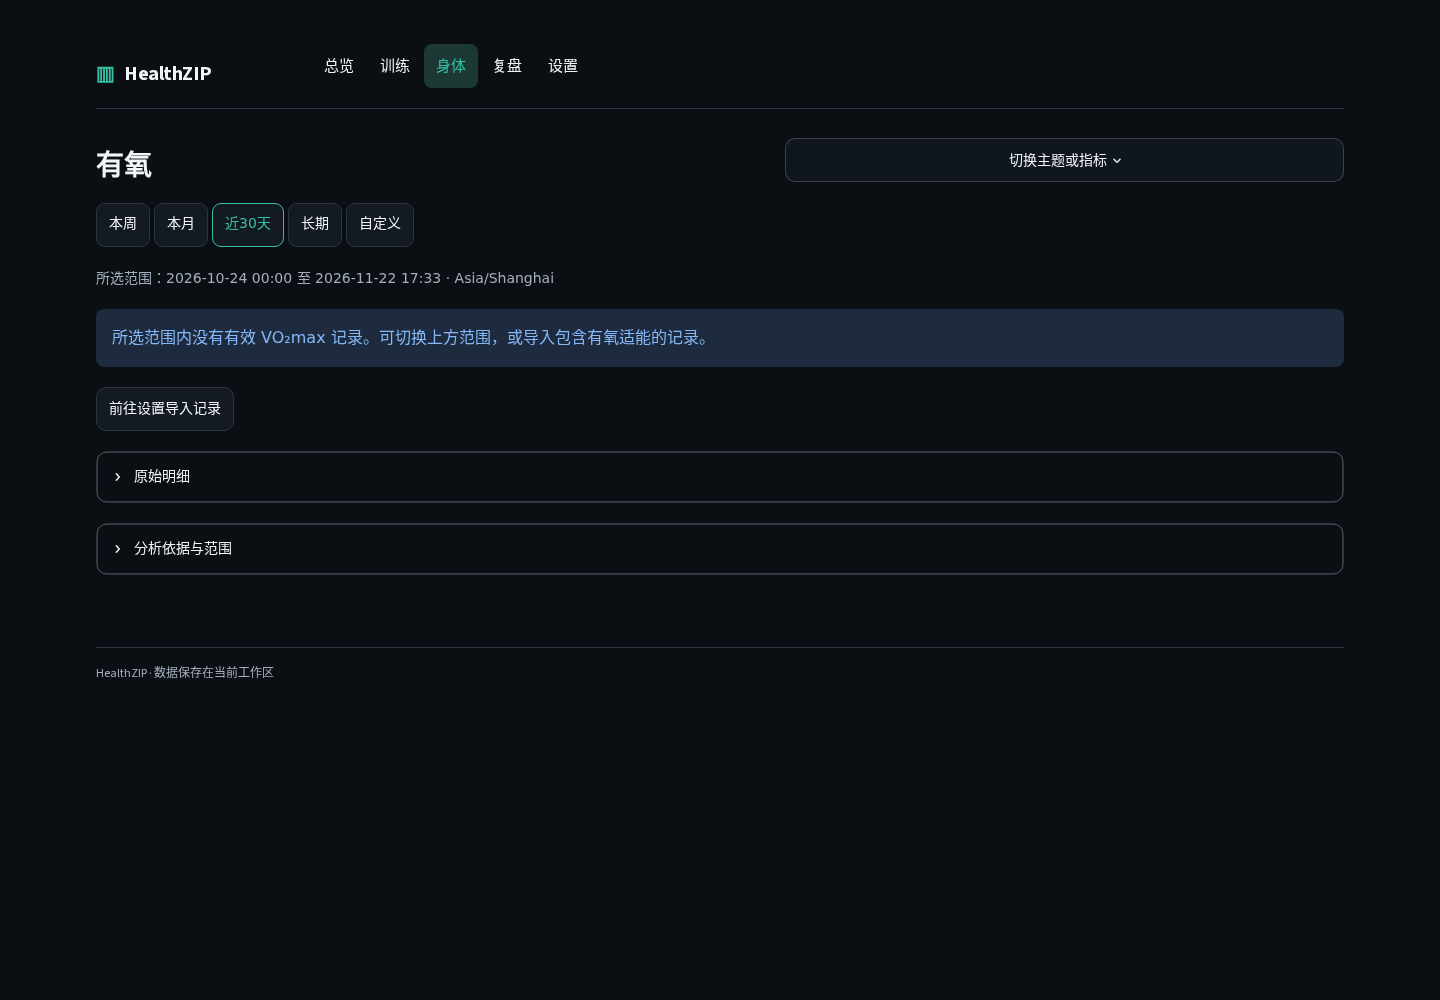 HealthZIP
总览 训练 身体 复盘 设置
有氧
切换主题或指标
本周 本月 近30天 长期 自定义
所选范围：2026-10-24 00:00 至 2026-11-22 17:33 · Asia/Shanghai
所选范围内没有有效 VO₂max 记录。可切换上方范围，或导入包含有氧适能的记录。
前往设置导入记录
原始明细
分析依据与范围
HealthZIP · 数据保存在当前工作区